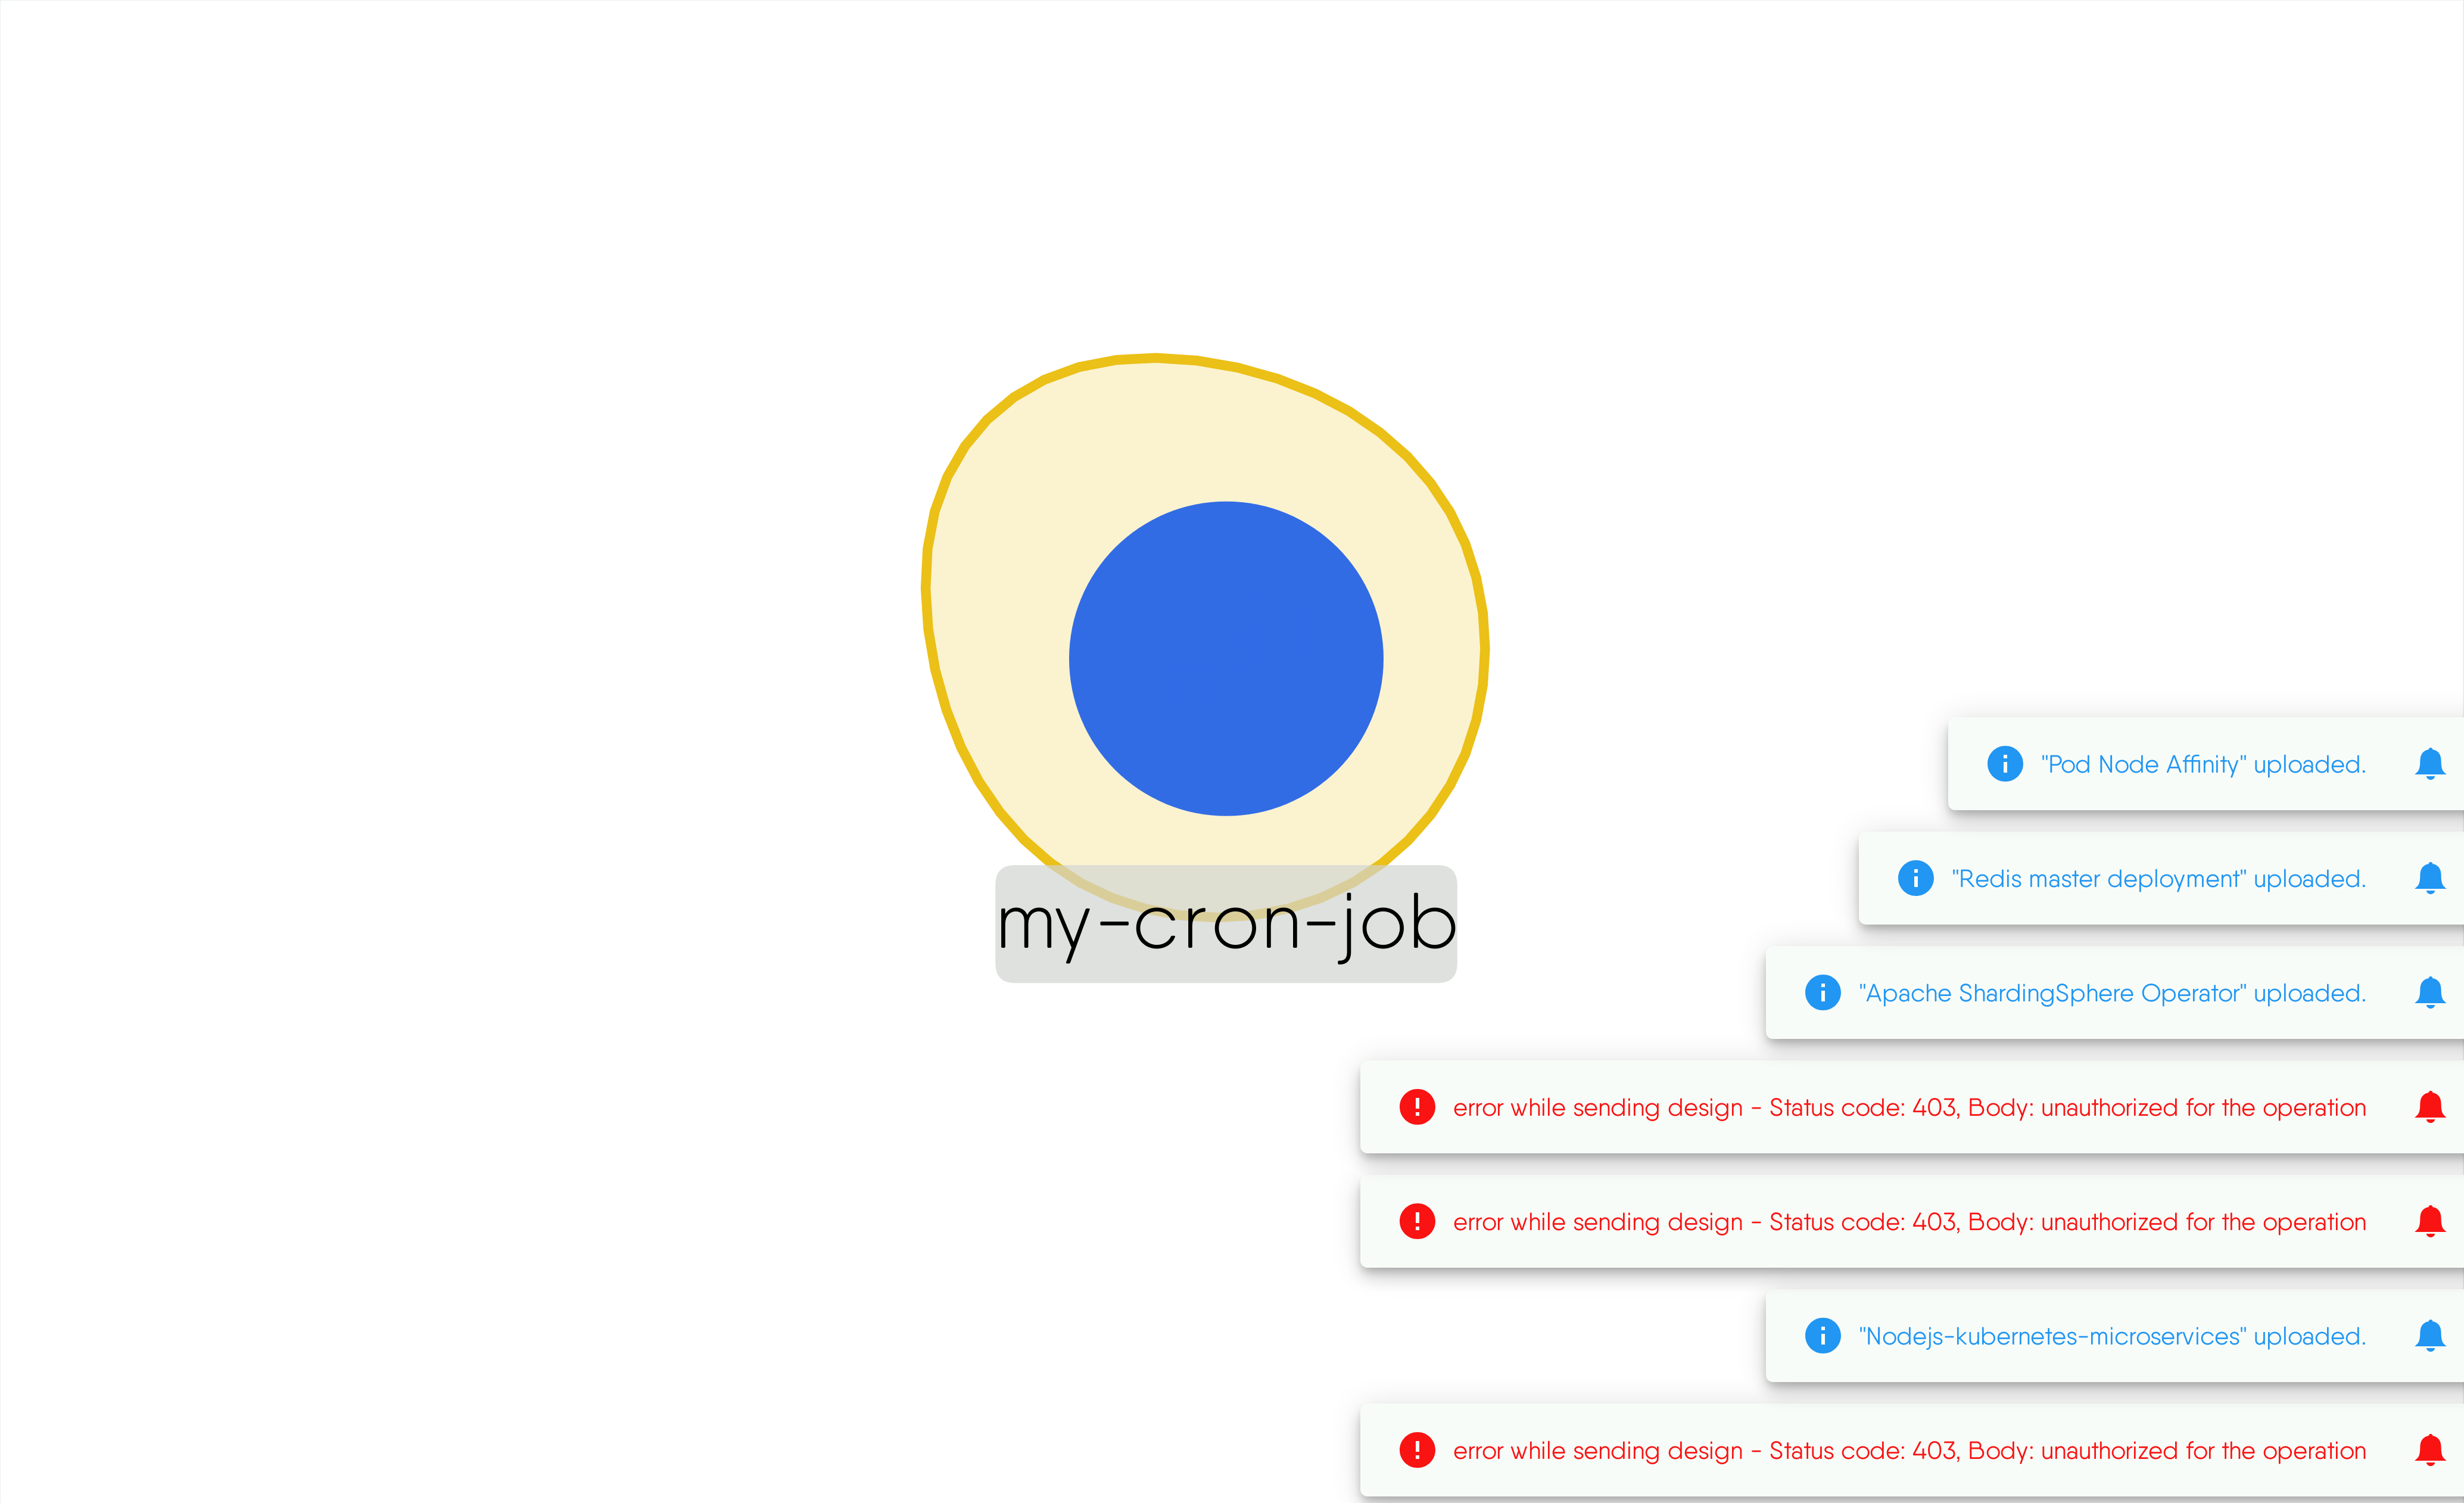 my-cron-job
"Pod Node Affinity" uploaded.
"Redis master deployment" uploaded.
"Apache ShardingSphere Operator" uploaded.
error while sending design - Status code: 403, Body: unauthorized for the operation
error while sending design - Status code: 403, Body: unauthorized for the operation
"Nodejs-kubernetes-microservices" uploaded.
error while sending design - Status code: 403, Body: unauthorized for the operation